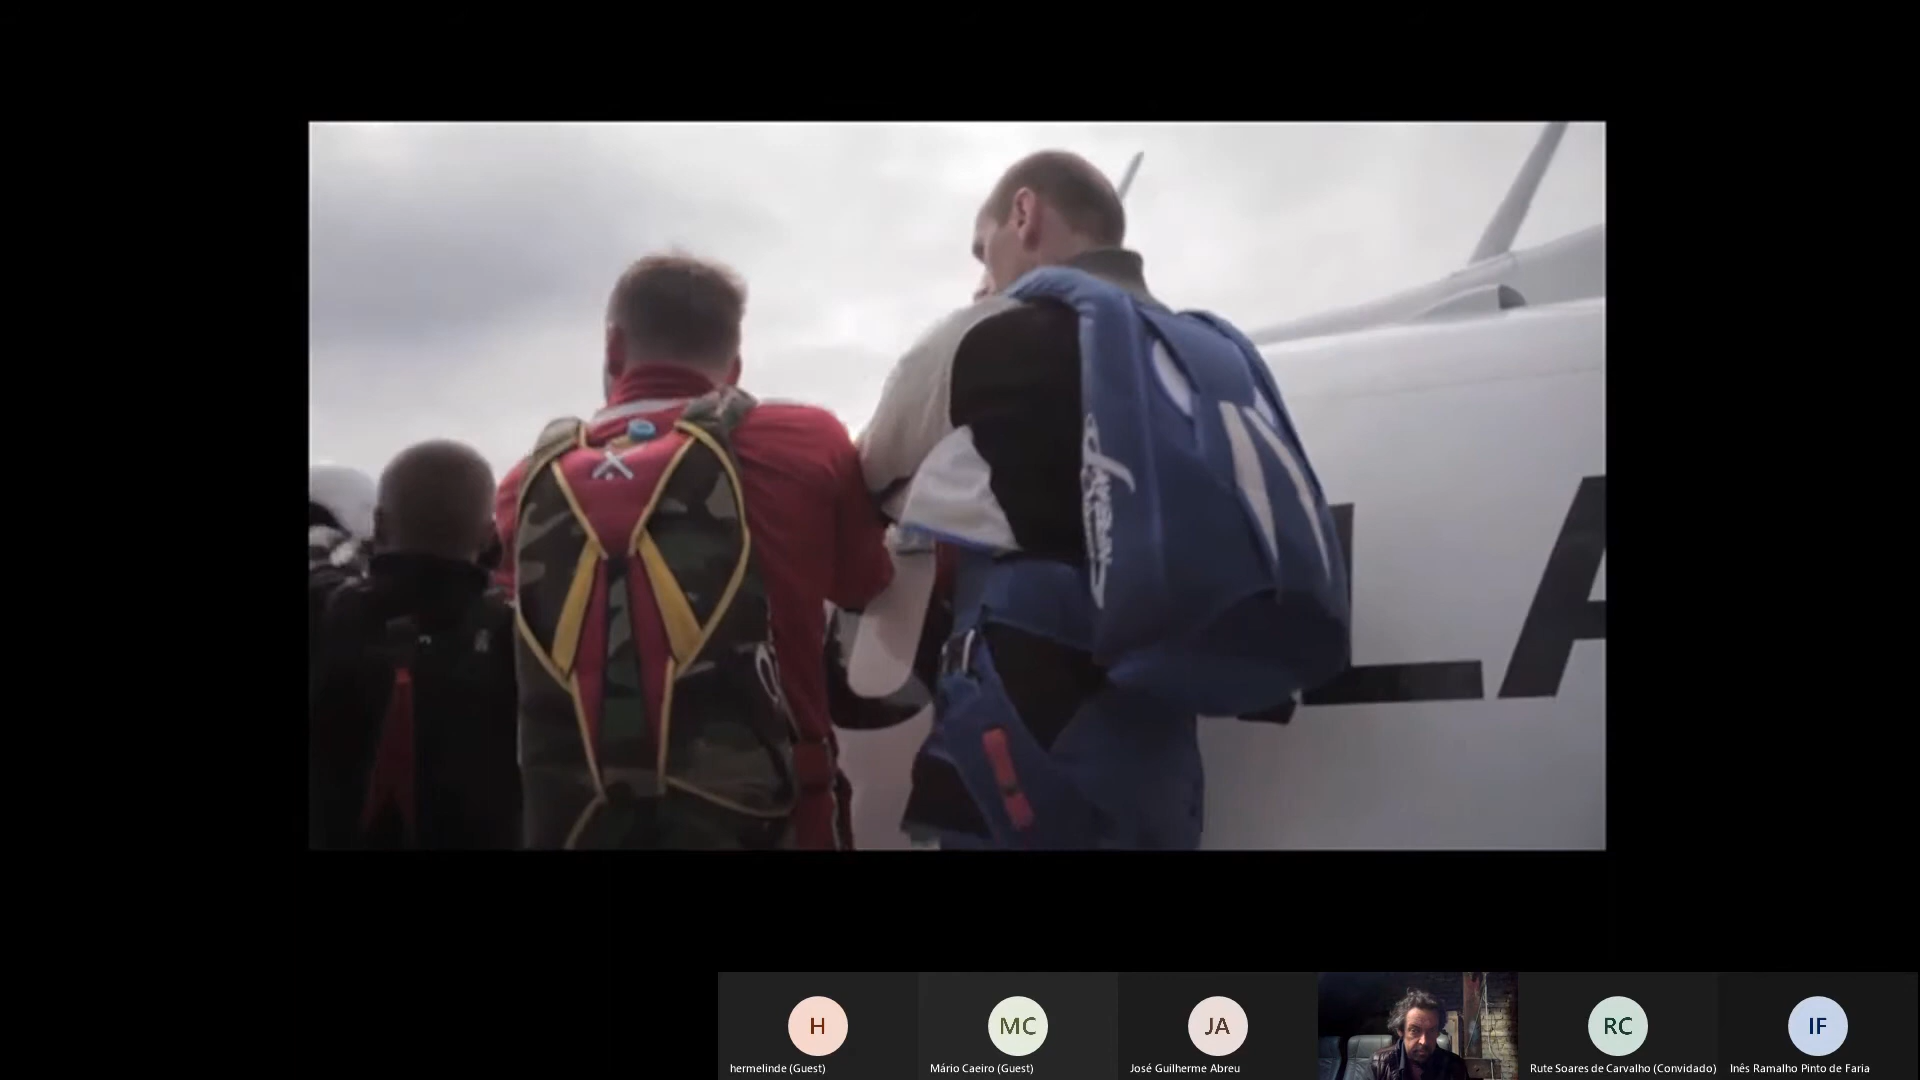 LA
H
MC
JA
RC
IF
hermelinde (Guest)
Mário Caeiro (Guest)
José Guilherme Abreu
Rute Soares de Carvalho (Convidado)
Inês Ramalho Pinto de Faria